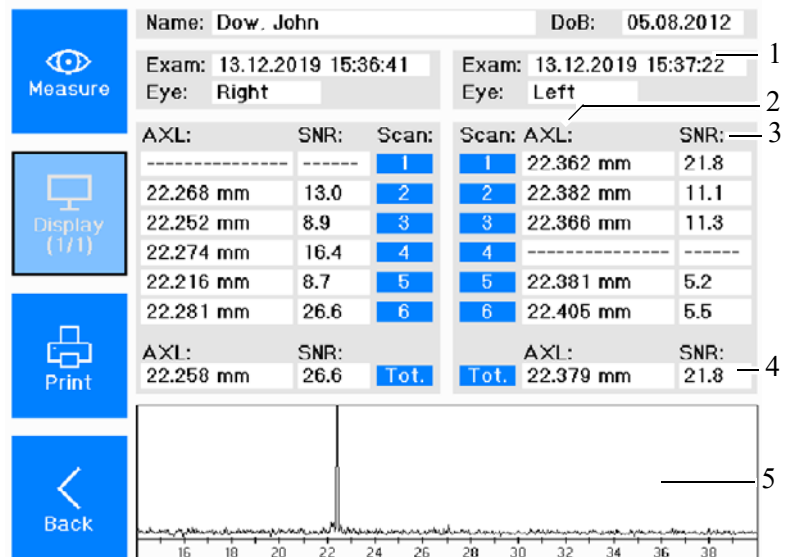 Name: Dow, John DoB: 05.08.2012
Measure
Exam: 13.12.2019 15:36:41 Exam: 13.12.2019 15:37:22 1
Eye: Right Eye: Left
2
AXL: SNR: Scan: Scan: AXL: SNR: 3
--------------- ------ 1 1 22.362 mm 21.8
22.268 mm 13.0 2 2 22.382 mm 11.1
Display
(1/1)
22.252 mm 8.9 3 3 22.366 mm 11.3
22.274 mm 16.4 4 4 --------------- ------
22.216 mm 8.7 5 5 22.381 mm 5.2
22.281 mm 26.6 6 6 22.405 mm 5.5
Print
AXL: SNR: AXL: SNR:
22.258 mm 26.6 Tot. Tot. 22.379 mm 21.8 4
5
Back
16 18 20 22 24 26 28 30 32 34 36 38